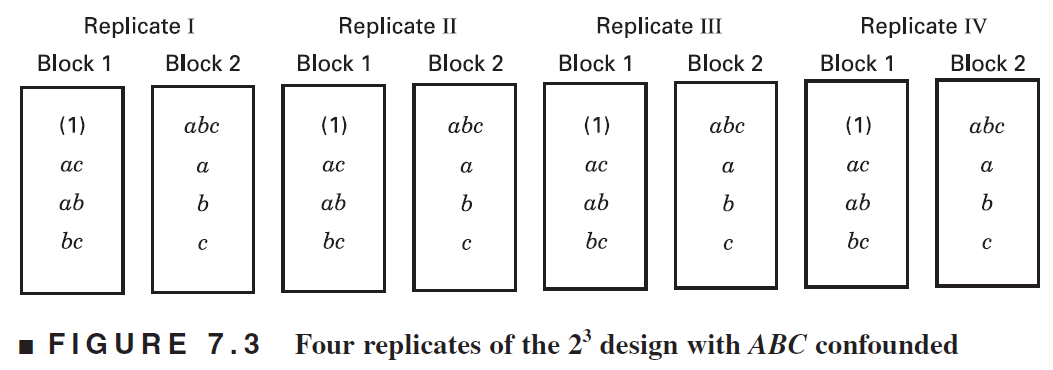 Replicate I Replicate II Replicate III Replicate IV
Block 1 Block 2 Block 1 Block 2 Block 1 Block 2 Block 1 Block 2
(1) abc (1) abc (1) abc (1) abc
ac a ac a ac a ac a
ab b ab b ab b ab b
bc c bc c bc c bc c
■ FIGURE 7.3 Four replicates of the 2³ design with ABC confounded